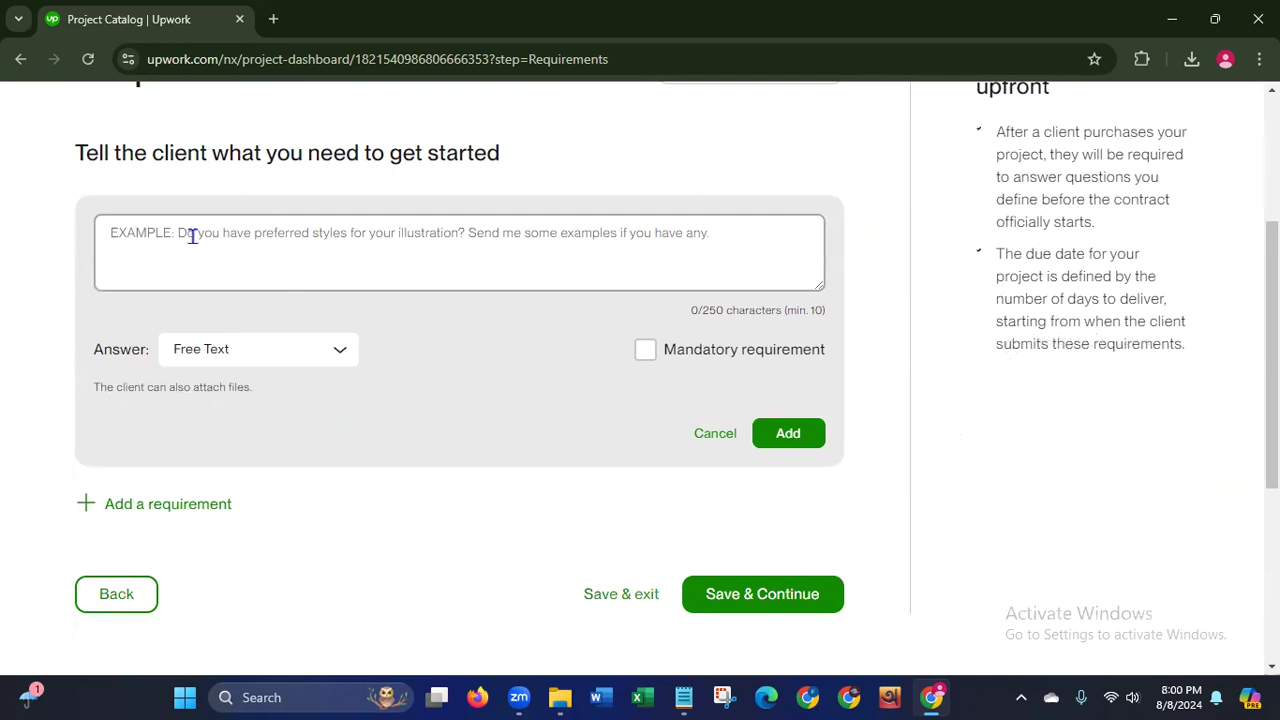 Project Catalog | Upwork
upwork.com/nx/project-dashboard/1821540986806666353?step=Requirements
upfront
After a client purchases your
project, they will be required
to answer questions you
define before the contract
officially starts.
The due date for your
project is defined by the
number of days to deliver,
starting from when the client
submits these requirements.
Tell the client what you need to get started
EXAMPLE: Do you have preferred styles for your illustration? Send me some examples if you have any.
0/250 characters (min. 10)
Answer: Free Text
Mandatory requirement
The client can also attach files.
Cancel Add
Add a requirement
Back Save & exit Save & Continue
Activate Windows
Go to Settings to activate Windows.
1 Search zm 8:00 PM
8/8/2024